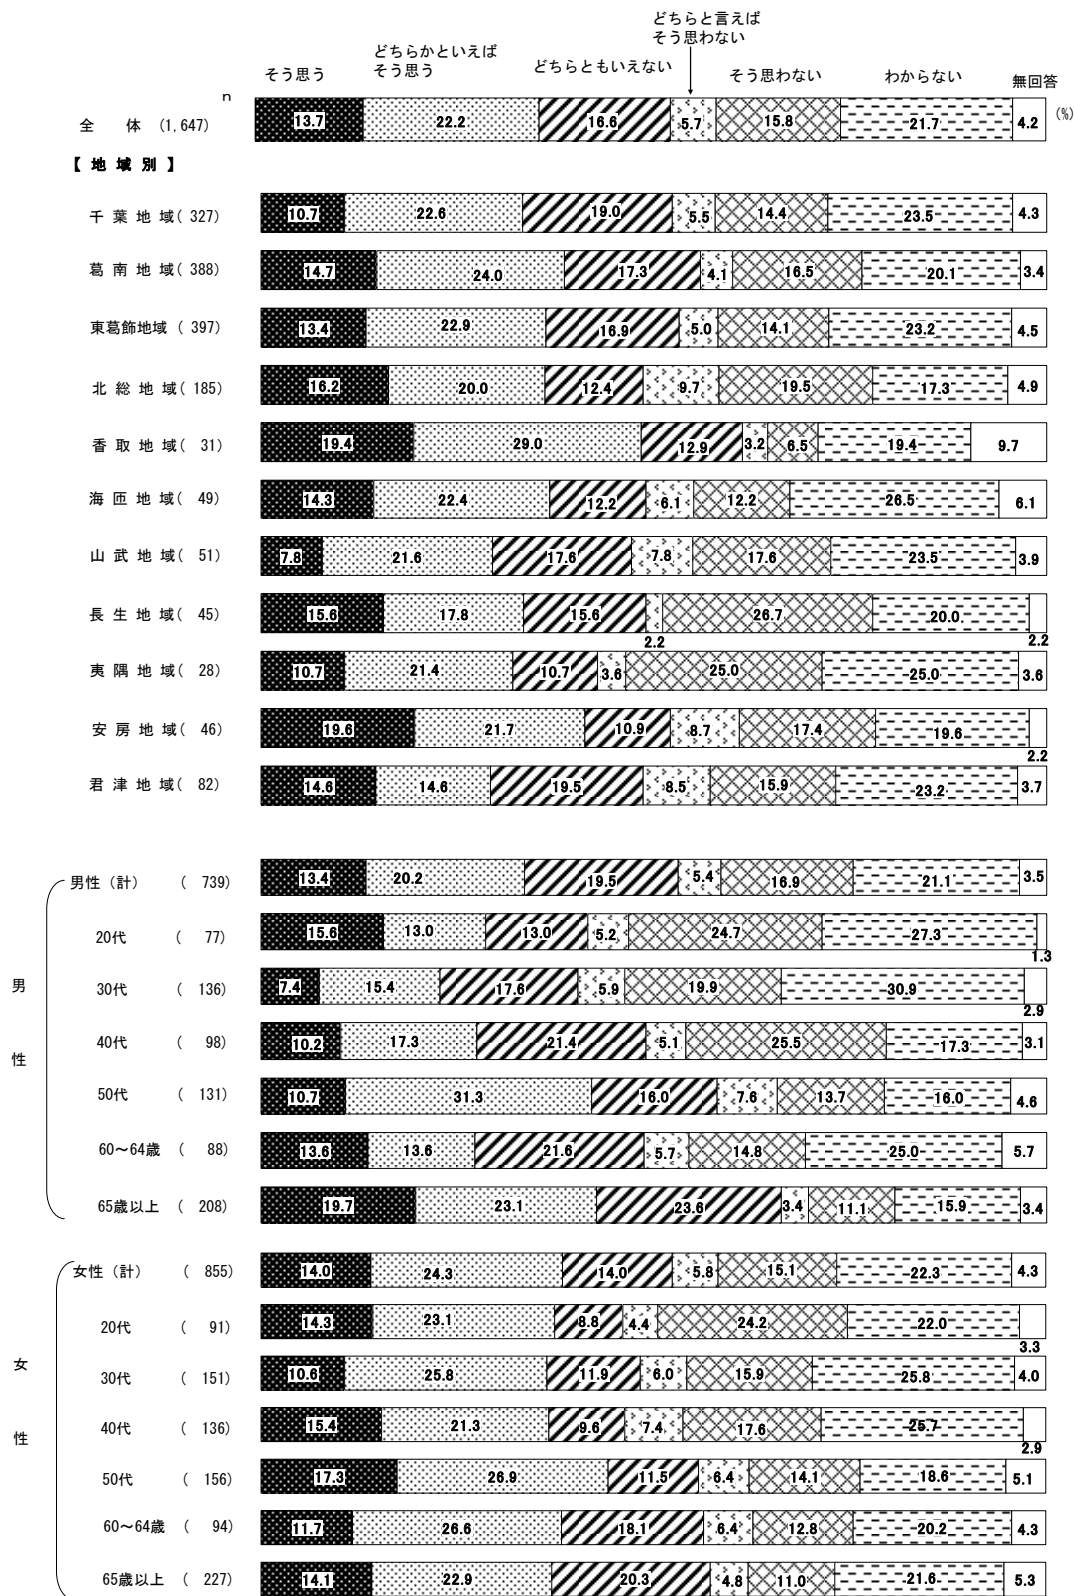 どちらと言えば
そう思わない
どちらかといえば
そう思う
そう思う
どちらともいえない
そう思わない
わからない
無回答
n
全　体 (1,647) 13.7 22.2 16.6 5.7 15.8 21.7 4.2 (%)
【 地 域 別 】
千 葉 地 域( 327) 10.7 22.6 19.0 5.5 14.4 23.5 4.3
葛 南 地 域( 388) 14.7 24.0 17.3 4.1 16.5 20.1 3.4
東葛飾地域 ( 397) 13.4 22.9 16.9 5.0 14.1 23.2 4.5
北 総 地 域( 185) 16.2 20.0 12.4 9.7 19.5 17.3 4.9
香 取 地 域( 31) 19.4 29.0 12.9 3.2 6.5 19.4 9.7
海 匝 地 域( 49) 14.3 22.4 12.2 6.1 12.2 26.5 6.1
山 武 地 域( 51) 7.8 21.6 17.6 7.8 17.6 23.5 3.9
長 生 地 域( 45) 15.6 17.8 15.6 2.2 26.7 20.0 2.2
夷 隅 地 域( 28) 10.7 21.4 10.7 3.6 25.0 25.0 3.6
安 房 地 域( 46) 19.6 21.7 10.9 8.7 17.4 19.6 2.2
君 津 地 域( 82) 14.6 14.6 19.5 8.5 15.9 23.2 3.7
男性（計） ( 739) 13.4 20.2 19.5 5.4 16.9 21.1 3.5
20代 ( 77) 15.6 13.0 13.0 5.2 24.7 27.3 1.3
男
30代 ( 136) 7.4 15.4 17.6 5.9 19.9 30.9 2.9
40代 ( 98) 10.2 17.3 21.4 5.1 25.5 17.3 3.1
性
50代 ( 131) 10.7 31.3 16.0 7.6 13.7 16.0 4.6
60～64歳 ( 88) 13.6 13.6 21.6 5.7 14.8 25.0 5.7
65歳以上 ( 208) 19.7 23.1 23.6 3.4 11.1 15.9 3.4
女性（計） ( 855) 14.0 24.3 14.0 5.8 15.1 22.3 4.3
20代 ( 91) 14.3 23.1 8.8 4.4 24.2 22.0 3.3
女
30代 ( 151) 10.6 25.8 11.9 6.0 15.9 25.8 4.0
40代 ( 136) 15.4 21.3 9.6 7.4 17.6 25.7 2.9
性
50代 ( 156) 17.3 26.9 11.5 6.4 14.1 18.6 5.1
60～64歳 ( 94) 11.7 26.6 18.1 6.4 12.8 20.2 4.3
65歳以上 ( 227) 14.1 22.9 20.3 4.8 11.0 21.6 5.3